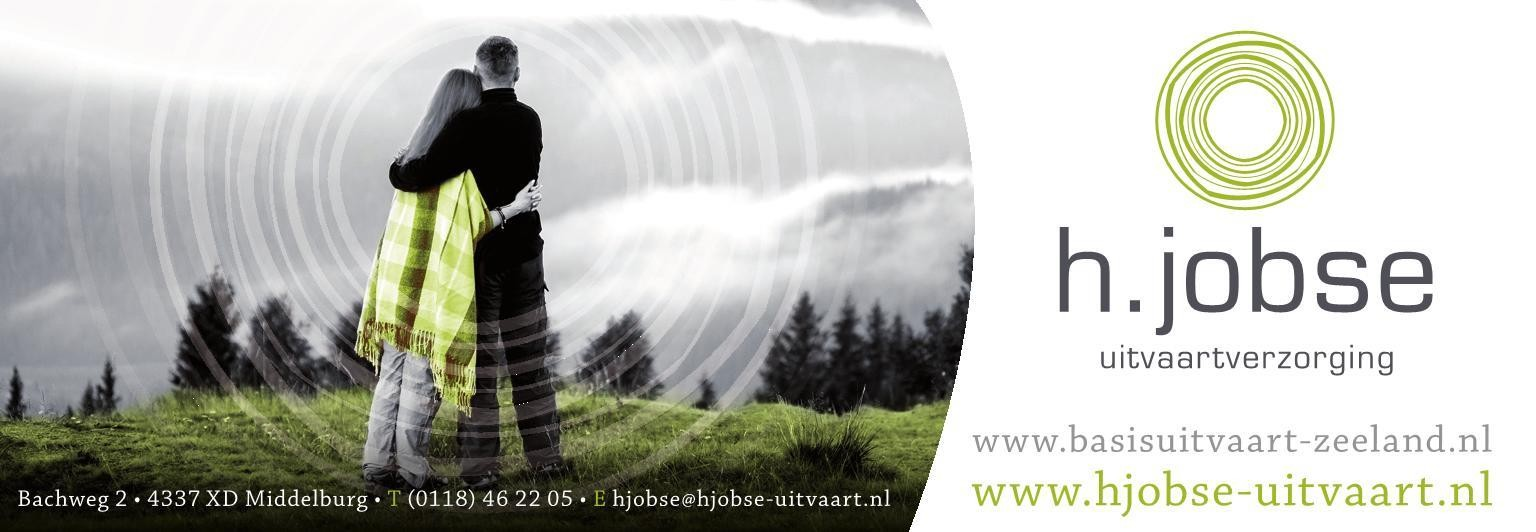 h.jobse
uitvaartverzorging
www.basisuitvaart-zeeland.nl
www.hjobse-uitvaart.nl
Bachweg 2 • 4337 XD Middelburg • T (0118) 46 22 05 • E hjobse@hjobse-uitvaart.nl